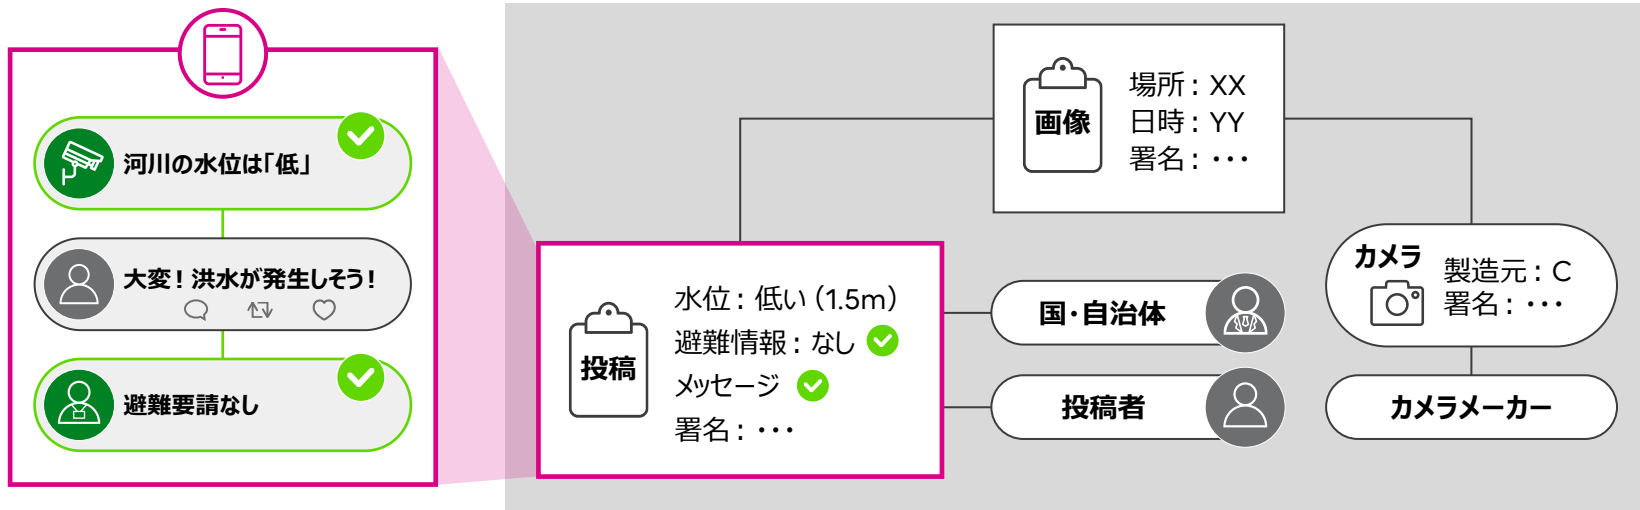 河川の水位は「低」
大変！洪水が発生しそう！
避難要請なし
投稿
水位：低い（1.5m）
避難情報：なし
メッセージ
署名：・・・
画像
場所：XX
日時：YY
署名：・・・
国・自治体
投稿者
カメラ
製造元：C
署名：・・・
カメラメーカー